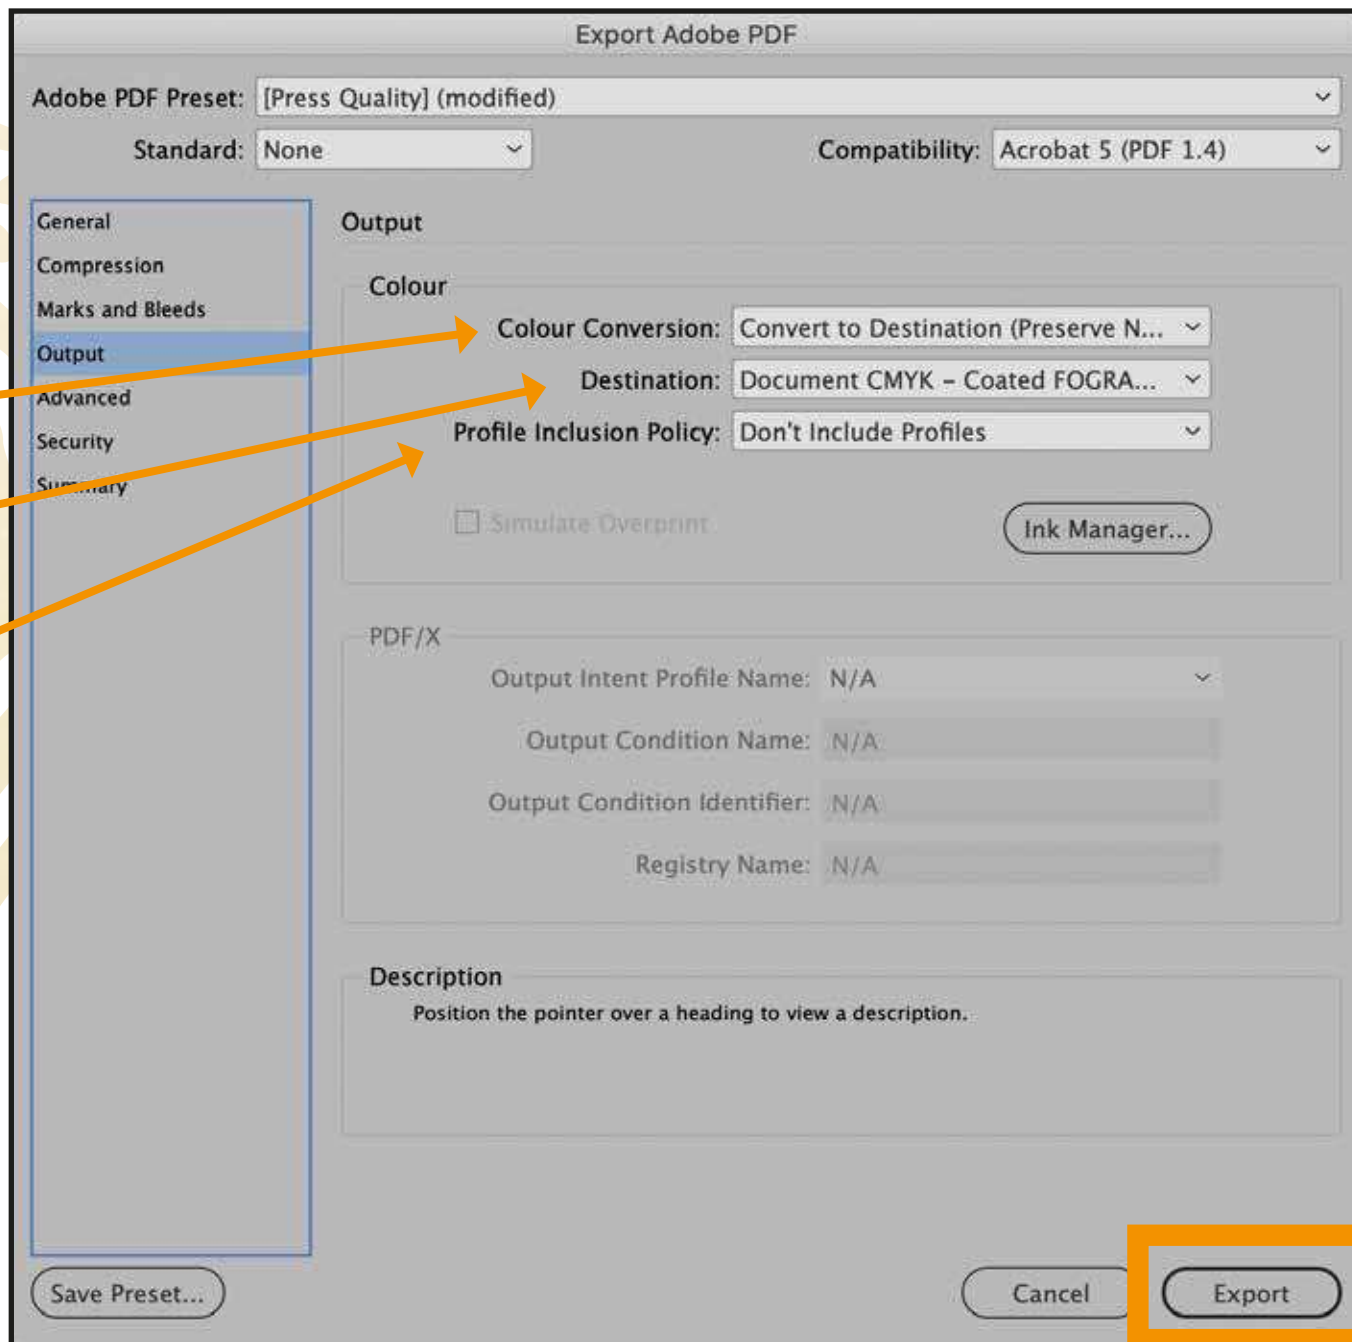 Export Adobe PDF
Adobe PDF Preset: [Press Quality] (modified)
Standard: None Compatibility: Acrobat 5 (PDF 1.4)
General
Compression
Marks and Bleeds
Output
Advanced
Security
Summary
Output
Colour
Colour Conversion: Convert to Destination (Preserve N...
Destination: Document CMYK – Coated FOGRA...
Profile Inclusion Policy: Don't Include Profiles
Simulate Overprint
Ink Manager...
PDF/X
Output Intent Profile Name: N/A
Output Condition Name: N/A
Output Condition Identifier: N/A
Registry Name: N/A
Description
Position the pointer over a heading to view a description.
Save Preset... Cancel Export